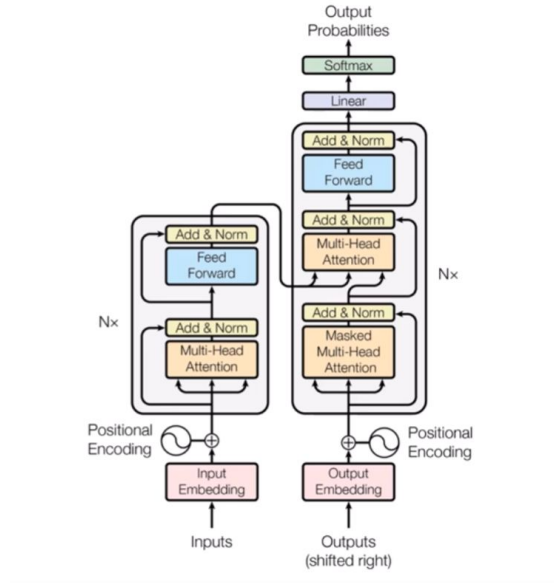 Output
Probabilities
Softmax
Linear
Add & Norm
Feed
Forward
Add & Norm
Multi-Head
Attention
Nx
Add & Norm
Masked
Multi-Head
Attention
Add & Norm
Feed
Forward
Nx
Add & Norm
Multi-Head
Attention
Positional
Encoding
Positional
Encoding
Input
Embedding
Output
Embedding
Inputs
Outputs
(shifted right)